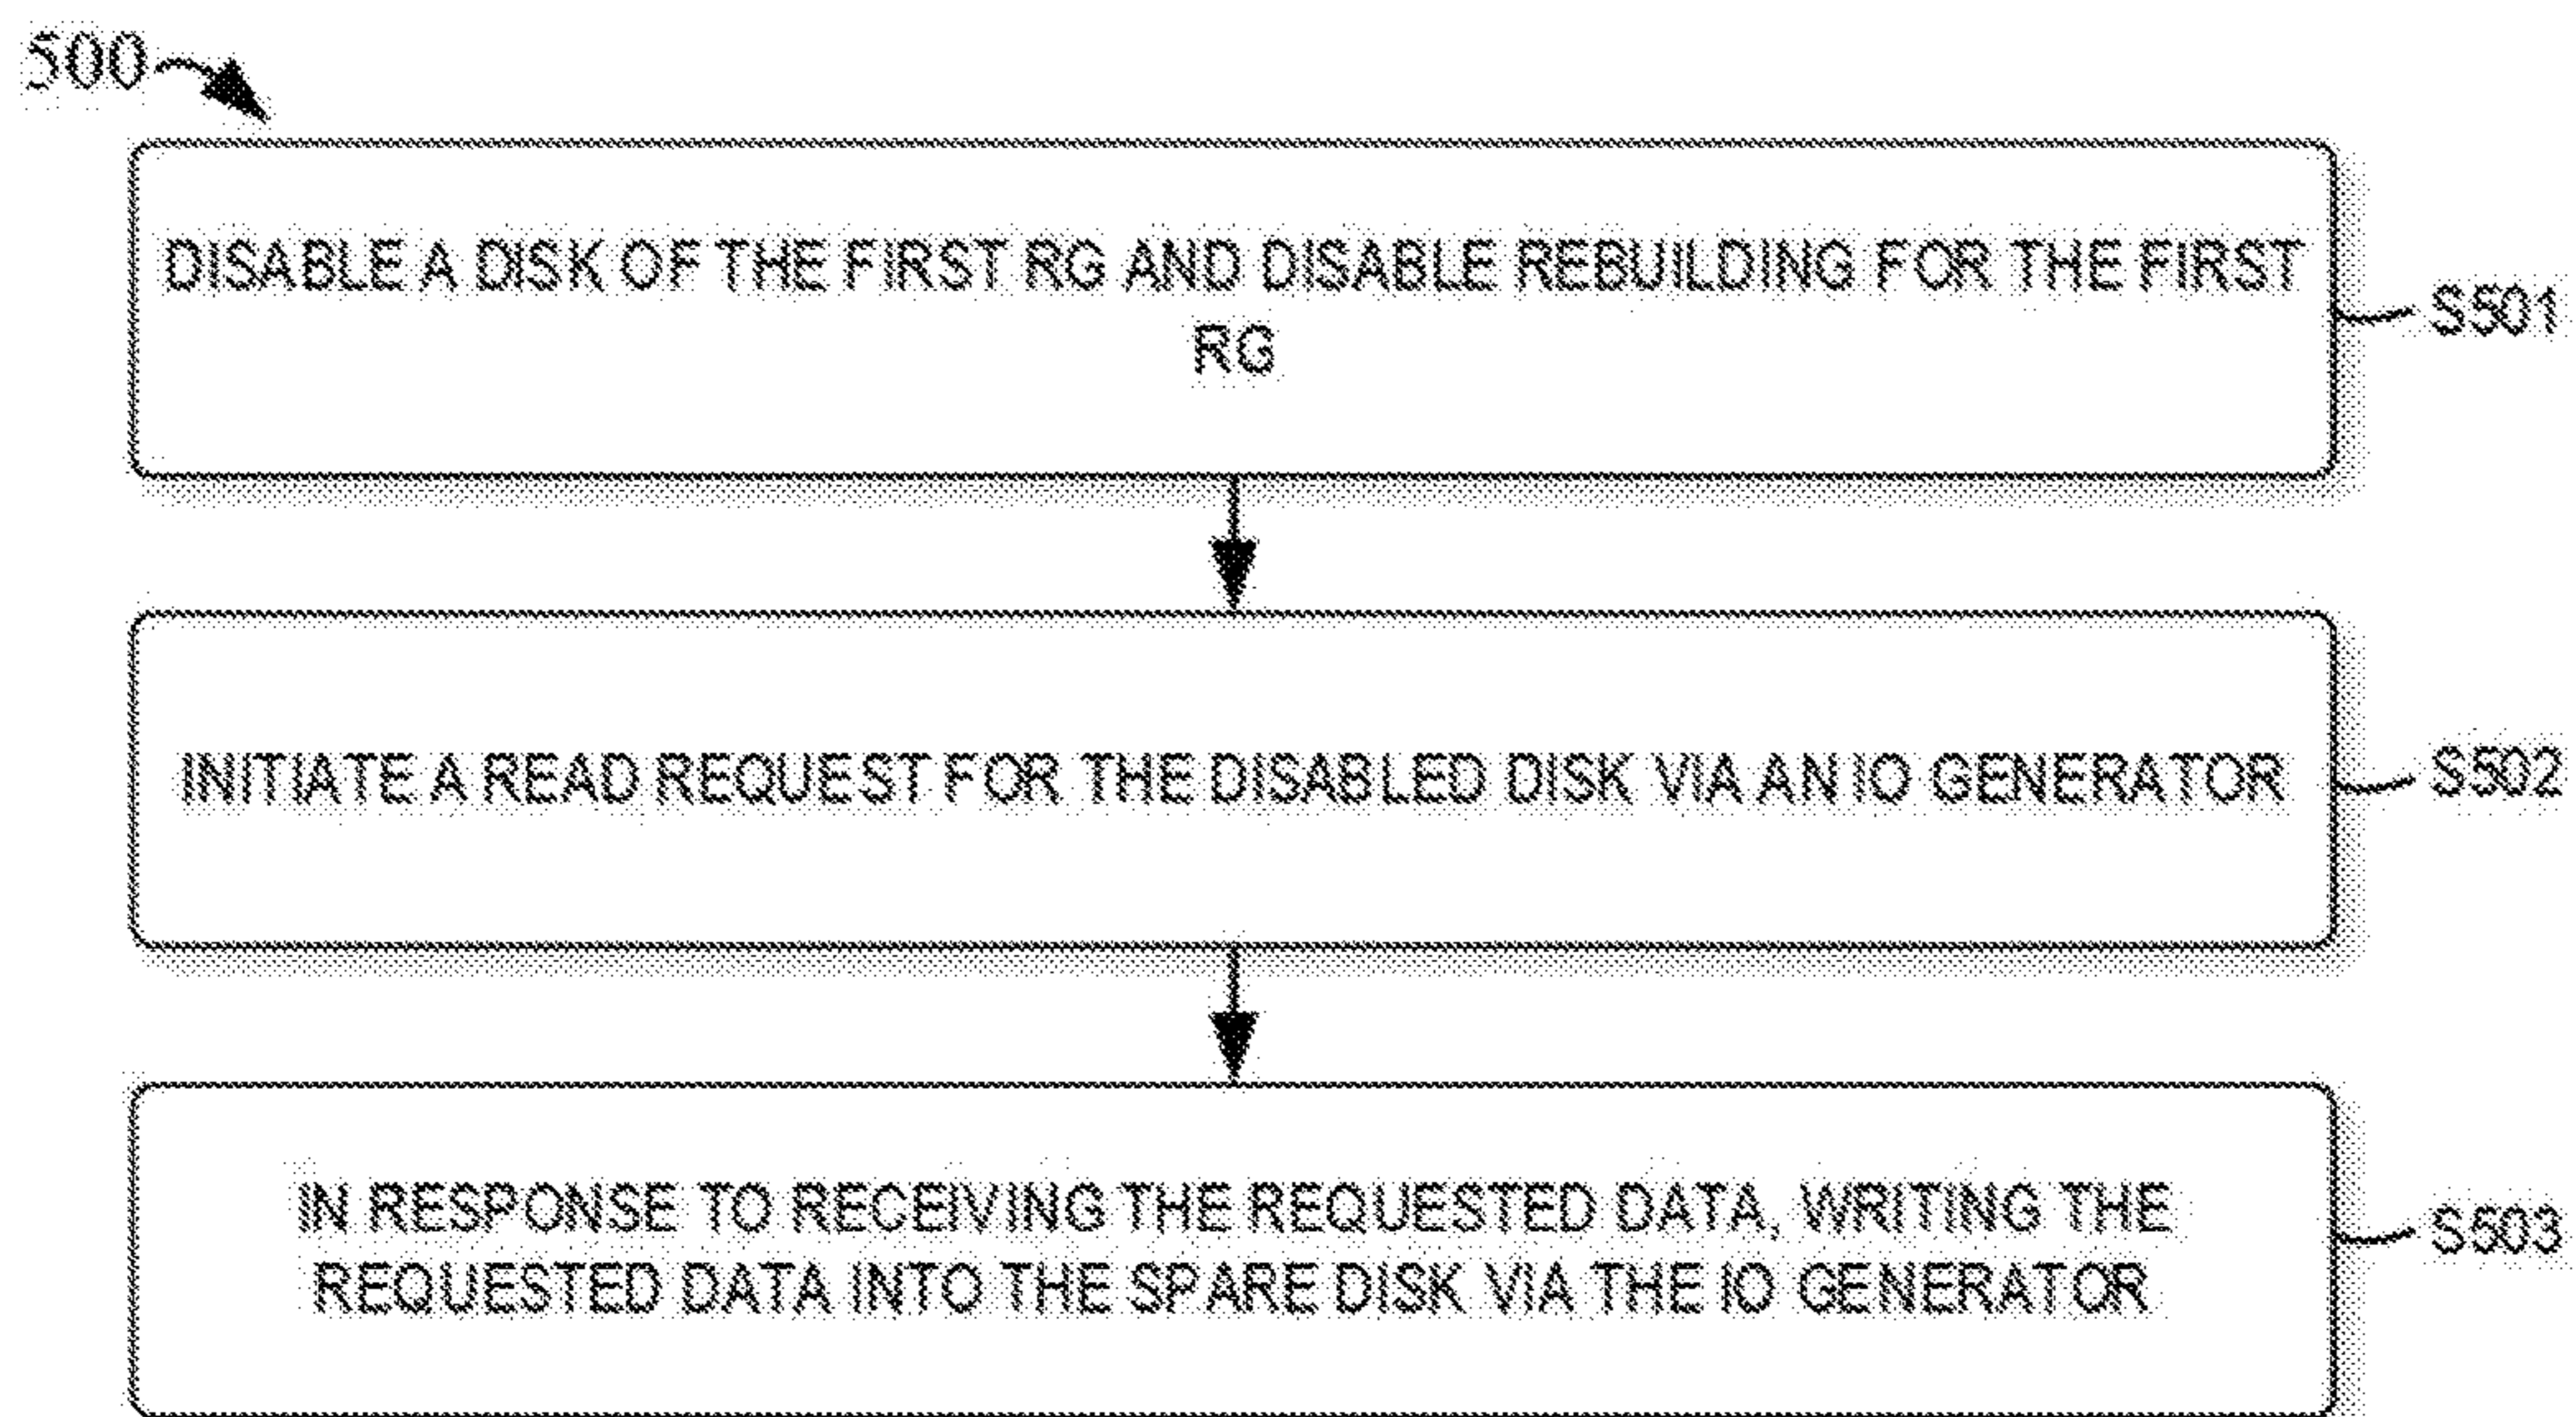 500
DISABLE A DISK OF THE FIRST RG AND DISABLE REBUILDING FOR THE FIRST
RG
S501
INITIATE A READ REQUEST FOR THE DISABLED DISK VIA AN IO GENERATOR
S502
IN RESPONSE TO RECEIVING THE REQUESTED DATA, WRITING THE
REQUESTED DATA INTO THE SPARE DISK VIA THE IO GENERATOR
S503